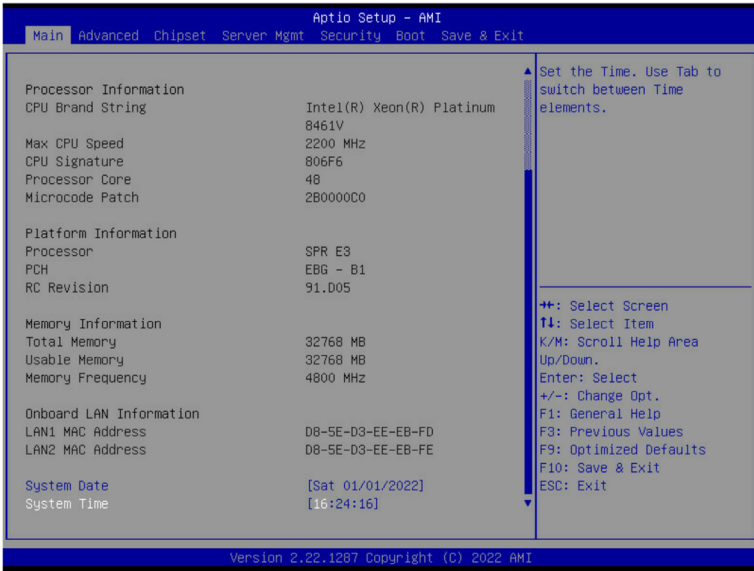 Aptio Setup – AMI
Main Advanced Chipset Server Mgmt Security Boot Save & Exit
Processor Information
CPU Brand String Intel(R) Xeon(R) Platinum
8461V
Max CPU Speed 2200 MHz
CPU Signature 806F6
Processor Core 48
Microcode Patch 2B0000C0
Platform Information
Processor SPR E3
PCH EBG – B1
RC Revision 91.D05
Memory Information
Total Memory 32768 MB
Usable Memory 32768 MB
Memory Frequency 4800 MHz
Onboard LAN Information
LAN1 MAC Address D8-5E-D3-EE-EB-FD
LAN2 MAC Address D8-5E-D3-EE-EB-FE
System Date [Sat 01/01/2022]
System Time [16:24:16]
Set the Time. Use Tab to
switch between Time
elements.
→←: Select Screen
↑↓: Select Item
K/M: Scroll Help Area
Up/Down.
Enter: Select
+/-: Change Opt.
F1: General Help
F3: Previous Values
F9: Optimized Defaults
F10: Save & Exit
ESC: Exit
Version 2.22.1287 Copyright (C) 2022 AMI